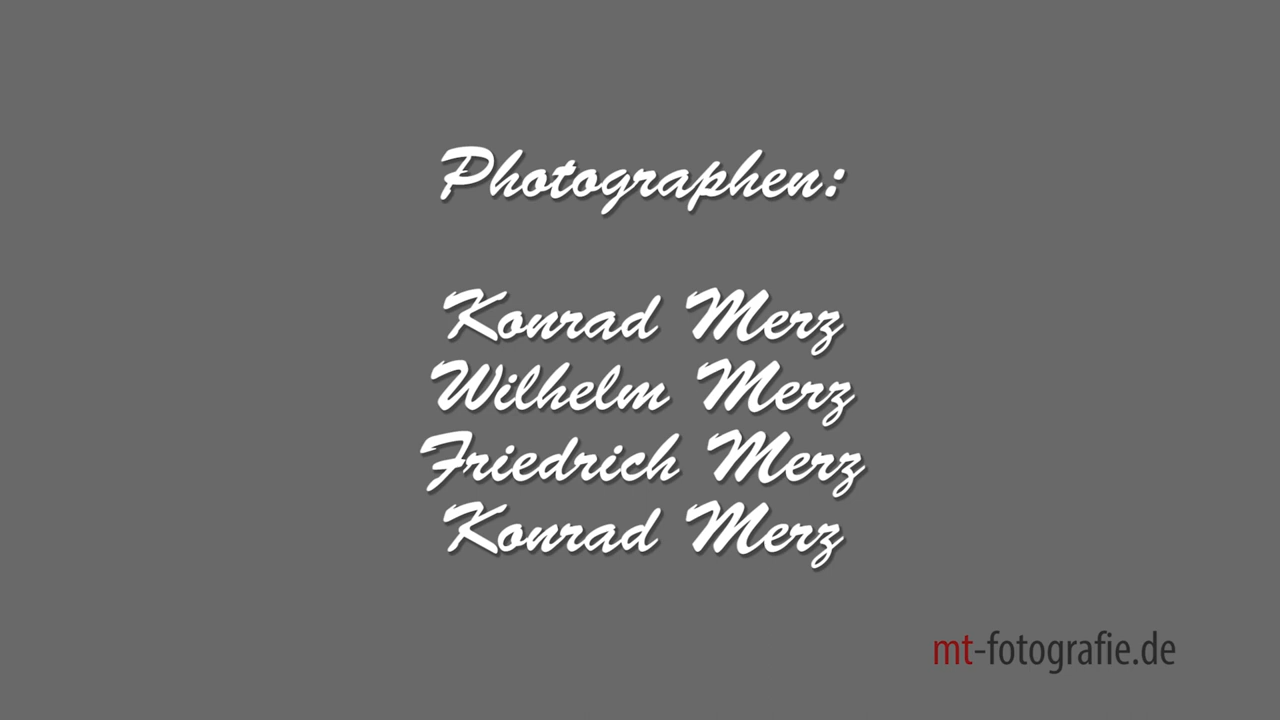 Photographen:
Konrad Merz
Wilhelm Merz
Friedrich Merz
Konrad Merz
mt-fotografie.de